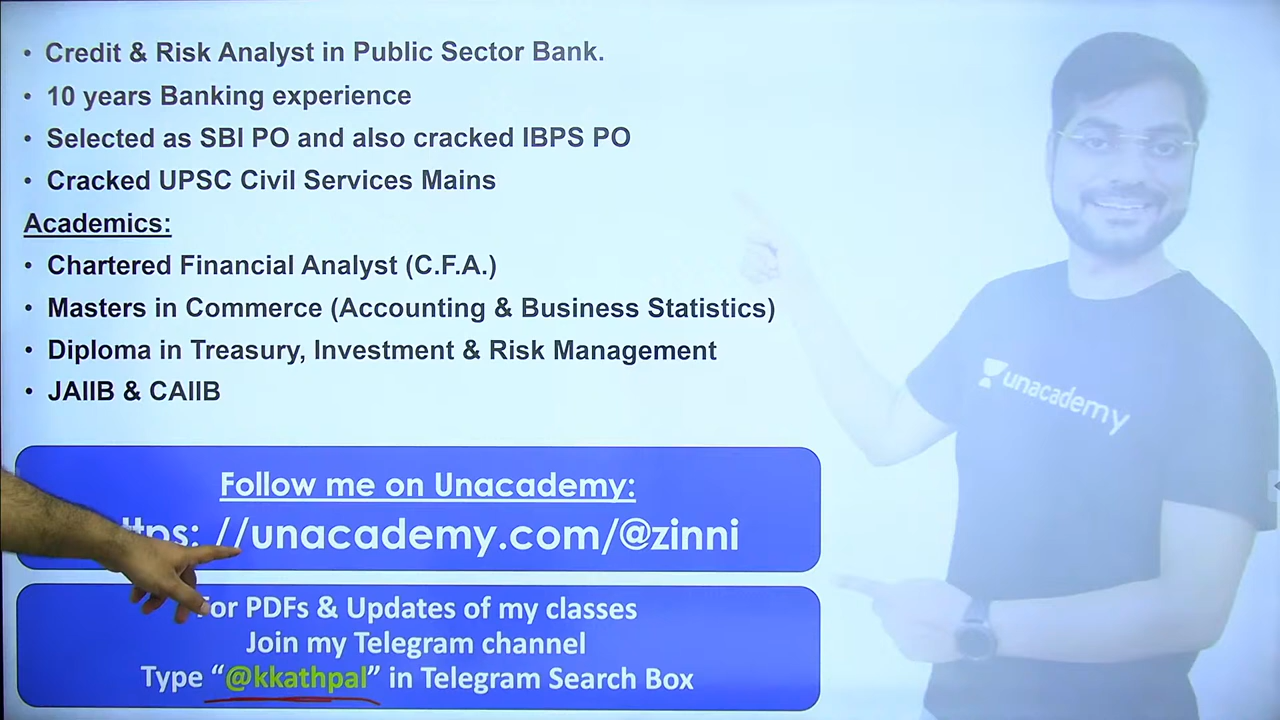 • Credit & Risk Analyst in Public Sector Bank.
• 10 years Banking experience
• Selected as SBI PO and also cracked IBPS PO
• Cracked UPSC Civil Services Mains
Academics:
• Chartered Financial Analyst (C.F.A.)
• Masters in Commerce (Accounting & Business Statistics)
• Diploma in Treasury, Investment & Risk Management
• JAIIB & CAIIB
Follow me on Unacademy:
ttps: //unacademy.com/@zinni
For PDFs & Updates of my classes
Join my Telegram channel
Type “@kkathpal” in Telegram Search Box
unacademy